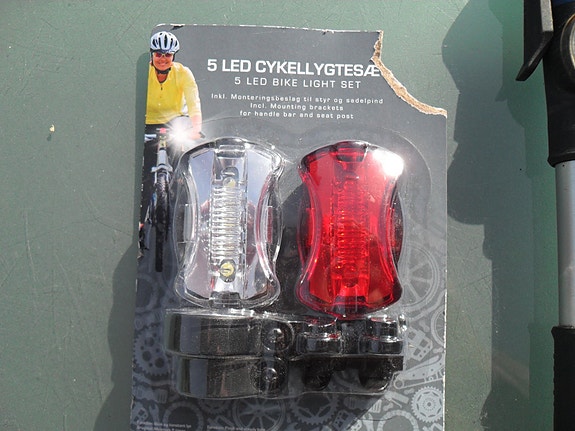 5 LED CYKELLYGTESÆ
5 LED BIKE LIGHT SET
Inkl. Monteringsbeslag til styr og sadelpind
Incl. Mounting brackets
for handle bar and seat post